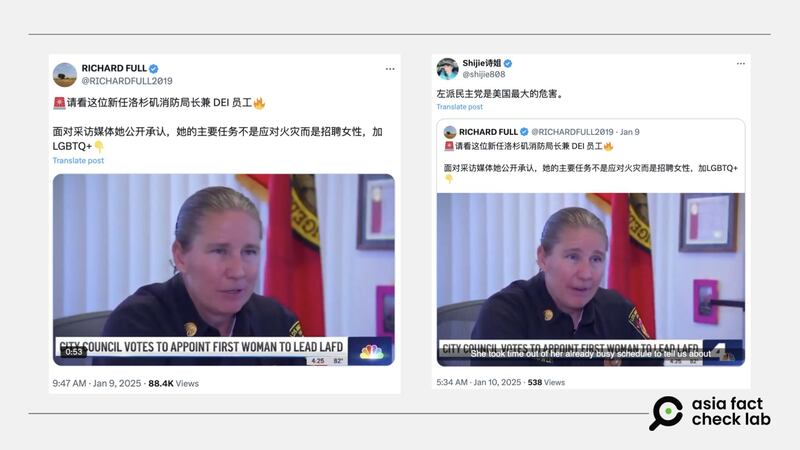 RICHARD FULL
@RICHARDFULL2019
🚨请看这位新任洛杉矶消防局长兼 DEI 员工🔥
面对采访媒体她公开承认，她的主要任务不是应对火灾而是招聘女性，加
LGBTQ+👇
Translate post
CITY COUNCIL VOTES TO APPOINT FIRST WOMAN TO LEAD LAFD
0:53
4:25 82°
9:47 AM · Jan 9, 2025 · 88.4K Views
Shijie诗姐
@shijie808
左派民主党是美国最大的危害。
Translate post
RICHARD FULL @RICHARDFULL2019 · Jan 9
🚨请看这位新任洛杉矶消防局长兼 DEI 员工🔥
面对采访媒体她公开承认，她的主要任务不是应对火灾而是招聘女性，加LGBTQ+
👇
CITY COUNCIL VOTES TO APPOINT FIRST WOMAN TO LEAD LAFD
4
She took time out of her already busy schedule to tell us about
4:25 82°
5:34 AM · Jan 10, 2025 · 538 Views
asia fact
check lab